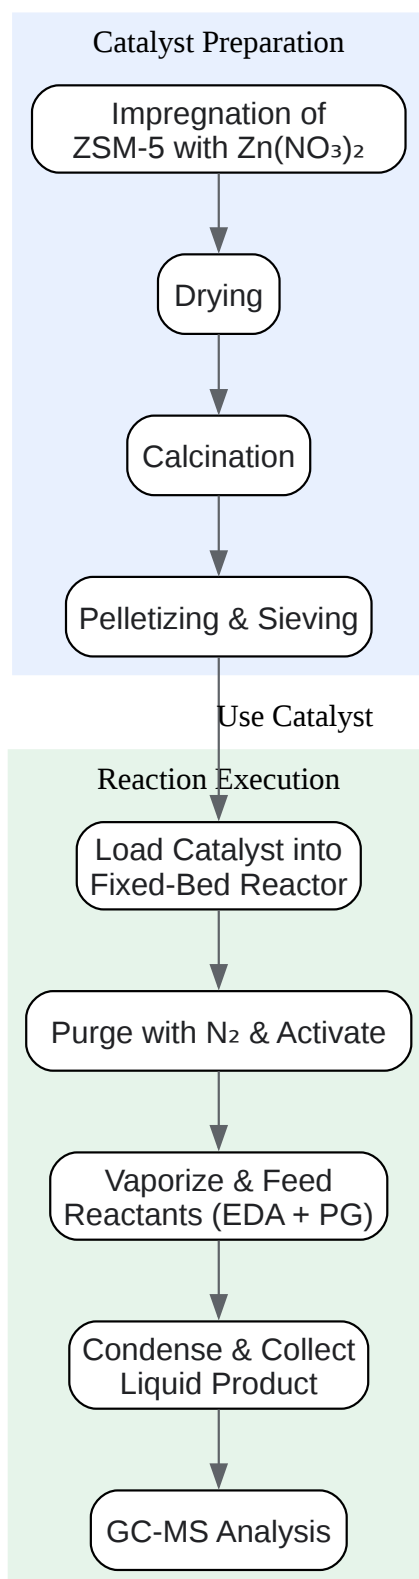 Catalyst Preparation
Impregnation of
ZSM-5 with Zn(NO₃)₂
Drying
Calcination
Pelletizing & Sieving
Use Catalyst
Reaction Execution
Load Catalyst into
Fixed-Bed Reactor
Purge with N₂ & Activate
Vaporize & Feed
Reactants (EDA + PG)
Condense & Collect
Liquid Product
GC-MS Analysis